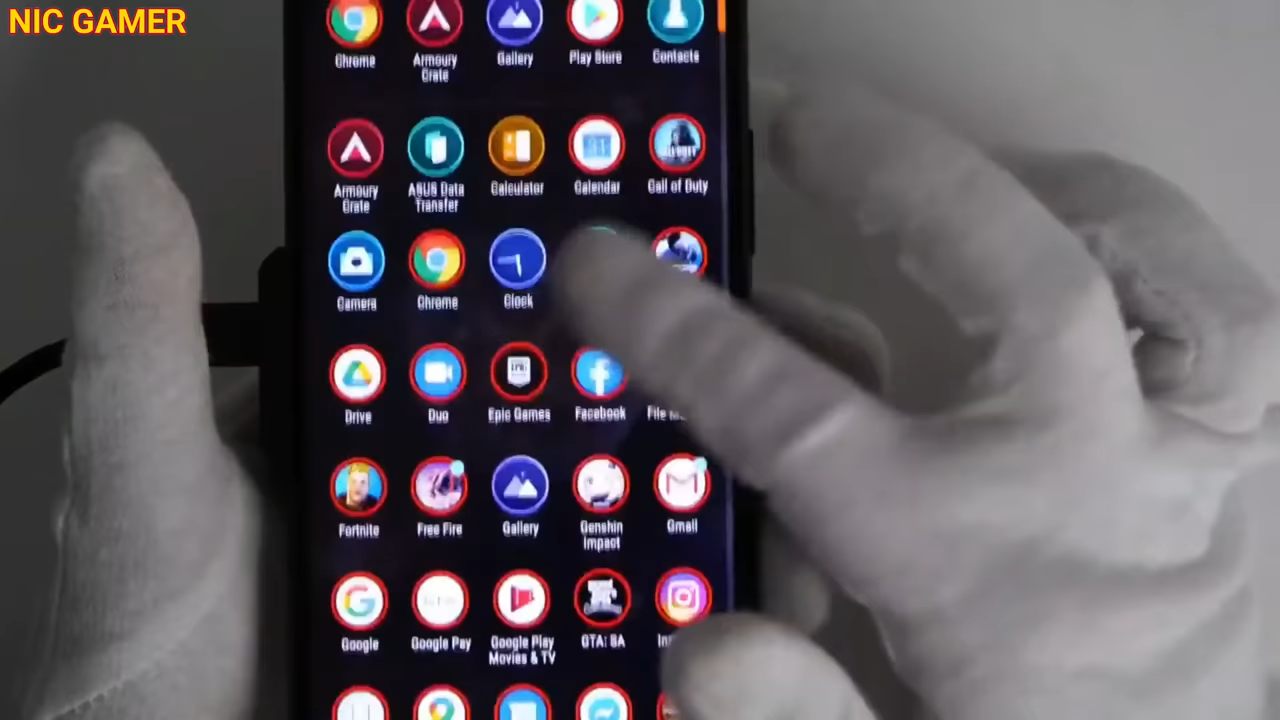 NIC GAMER
Chrome
Armoury
Crate
Gallery
Play Store
Contacts
Armoury
Crate
ASUS Data
Transfer
Calculator
Calendar
Call of Duty
Camera
Chrome
Clock
Drive
Duo
Epic Games
Facebook
File
Fortnite
Free Fire
Gallery
Genshin
Impact
Gmail
Google
Google Pay
Google Play
Movies & TV
GTA: SA